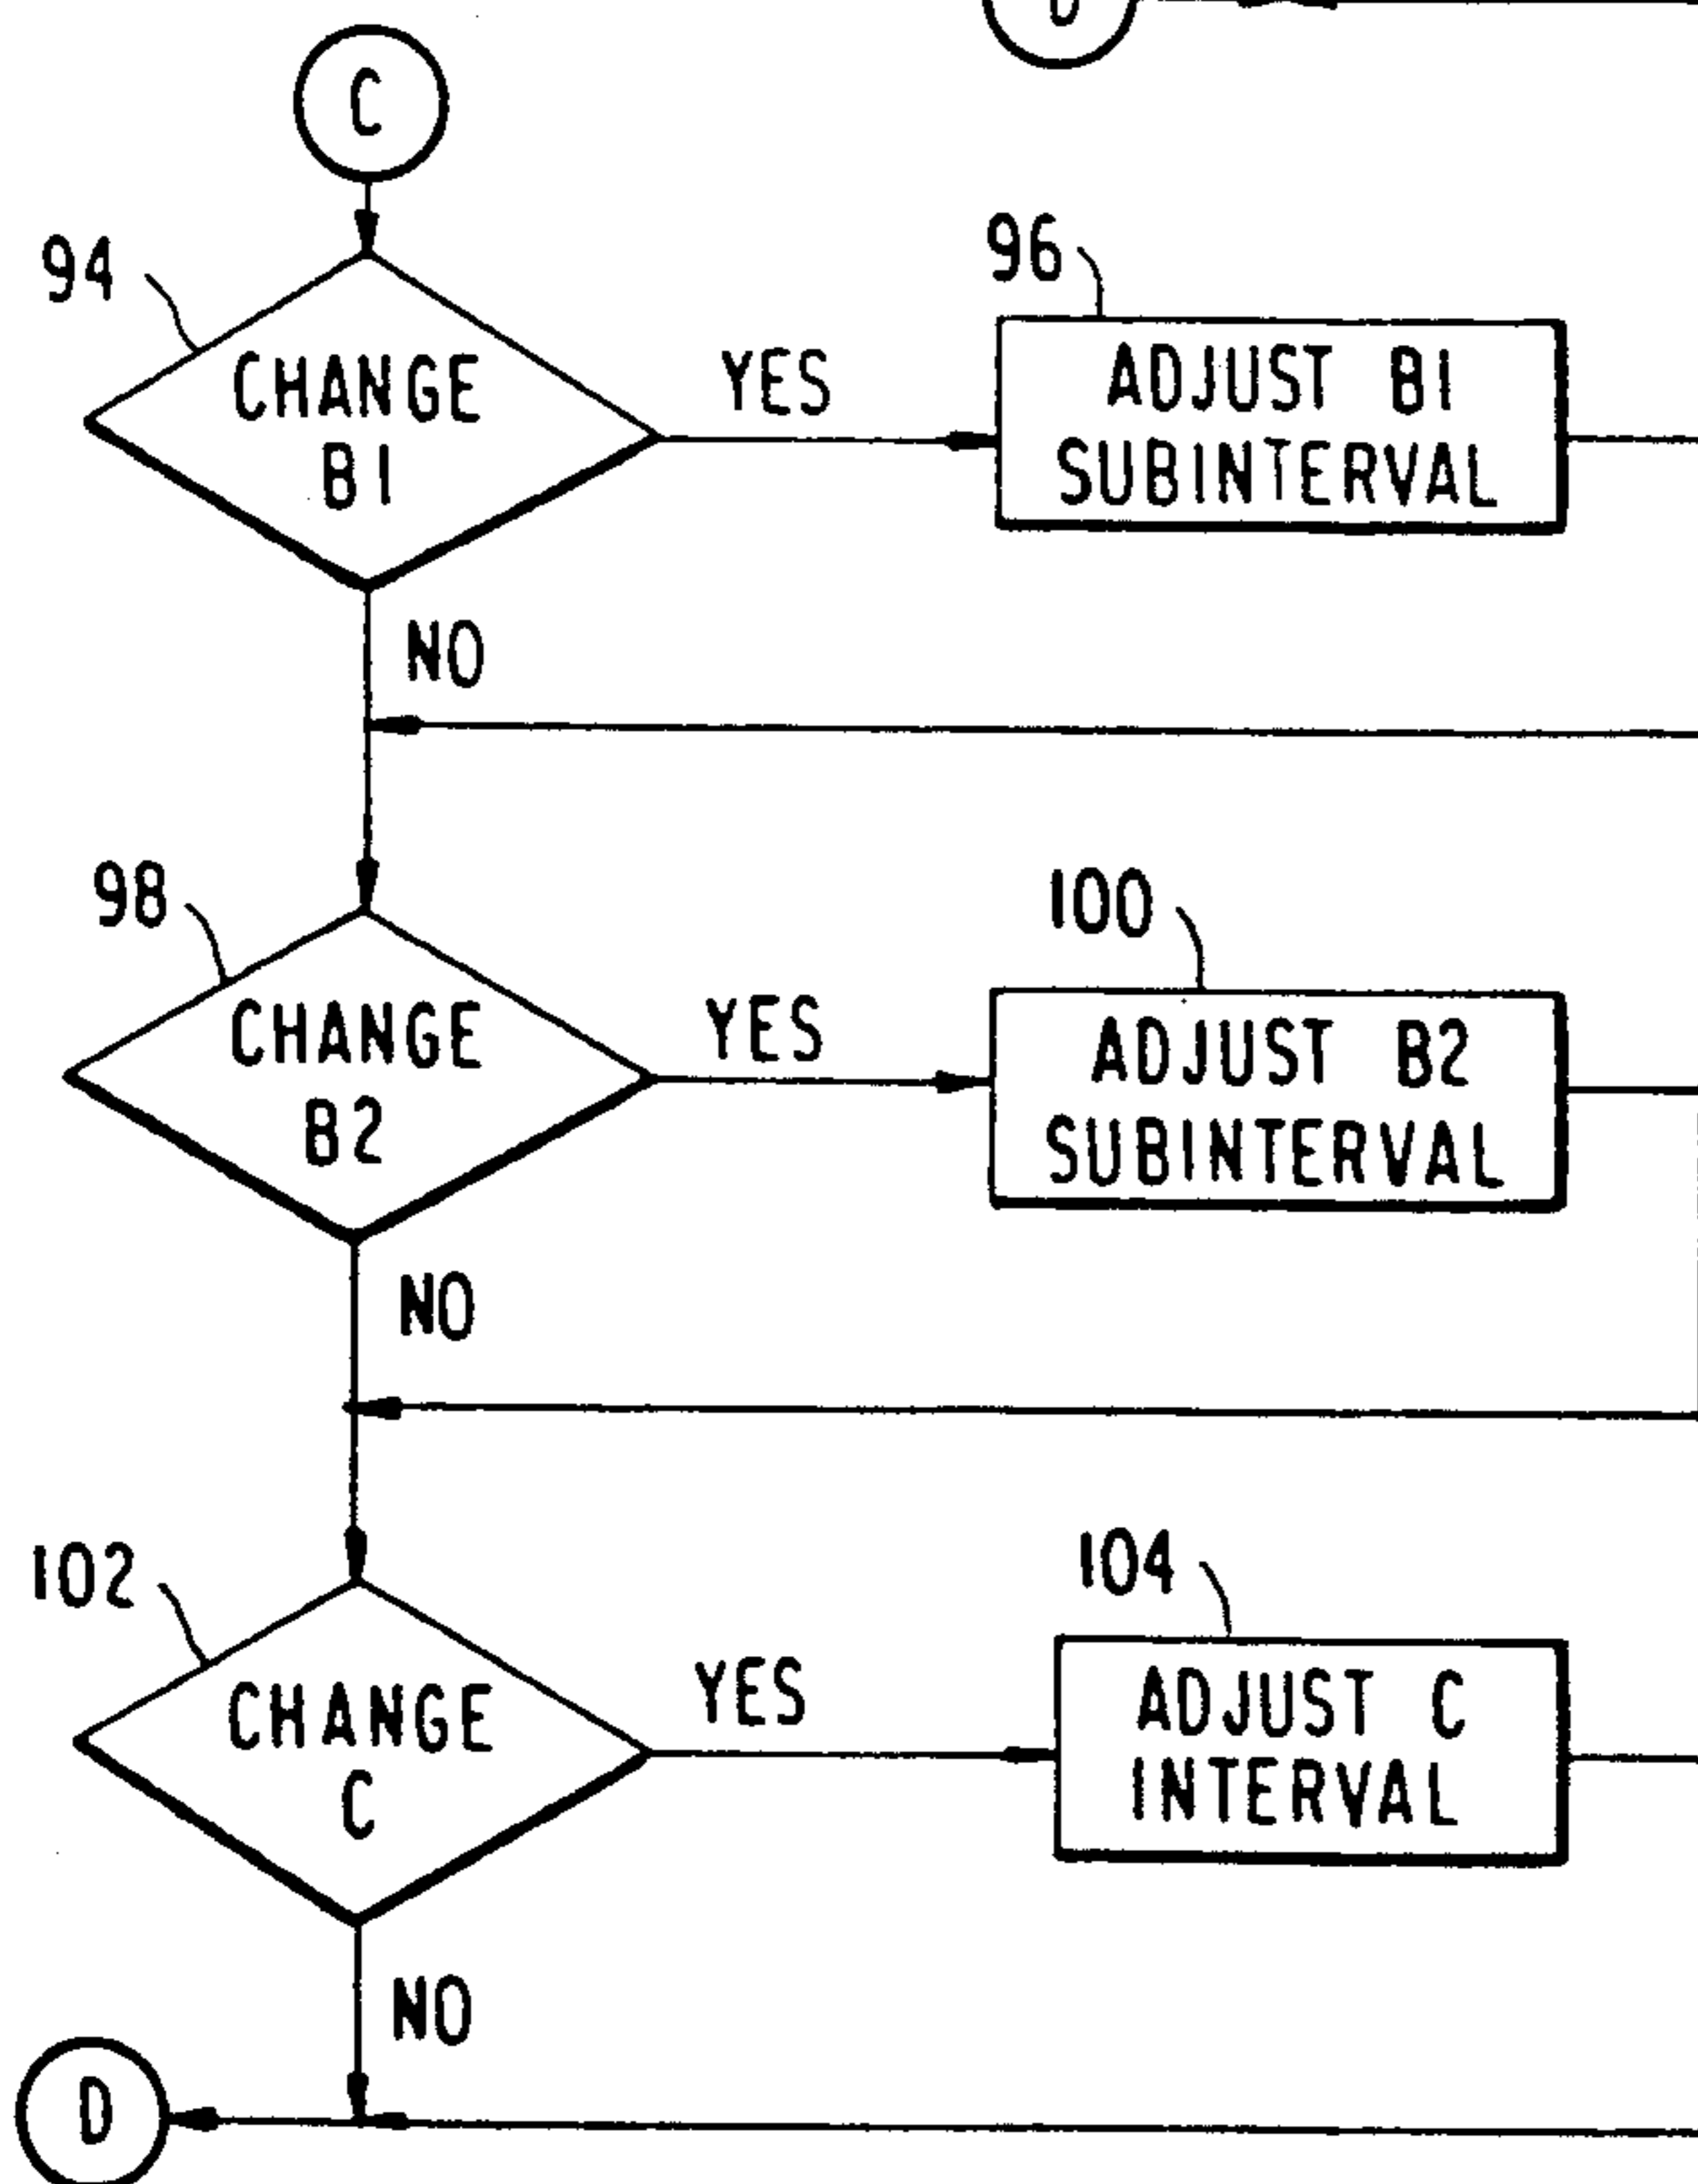 C
94
CHANGE
B1
YES
96
ADJUST B1
SUBINTERVAL
NO
98
CHANGE
B2
YES
100
ADJUST B2
SUBINTERVAL
NO
102
CHANGE
C
YES
104
ADJUST C
INTERVAL
NO
D